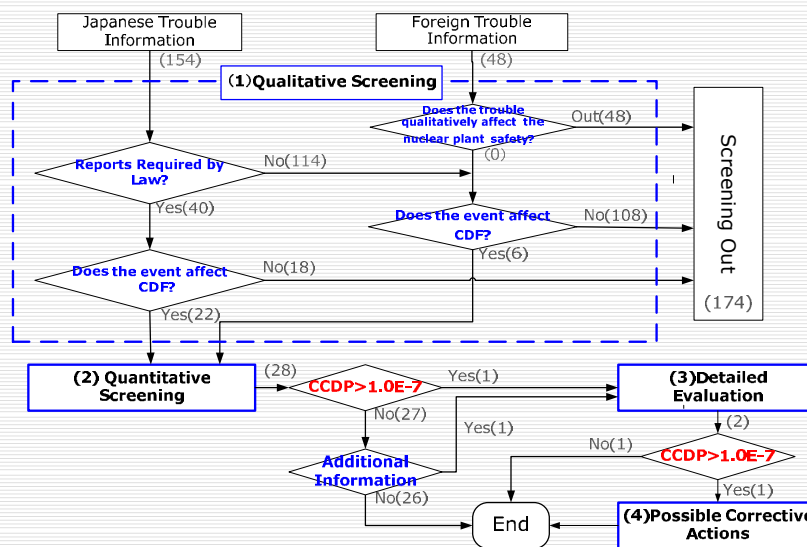 Japanese Trouble
Information
Foreign Trouble
Information
(154)
(48)
(1)Qualitative Screening
Does the trouble
qualitatively affect the
nuclear plant safety?
Out(48)
(0)
Reports Required by
Law?
No(114)
Yes(40)
Does the event affect
CDF?
No(108)
Yes(6)
Does the event affect
CDF?
No(18)
Yes(22)
Screening Out
(174)
(2) Quantitative
Screening
(28)
CCDP>1.0E-7
Yes(1)
No(27)
(3)Detailed
Evaluation
(2)
Additional
Information
Yes(1)
No(26)
CCDP>1.0E-7
No(1)
Yes(1)
End
(4)Possible Corrective
Actions